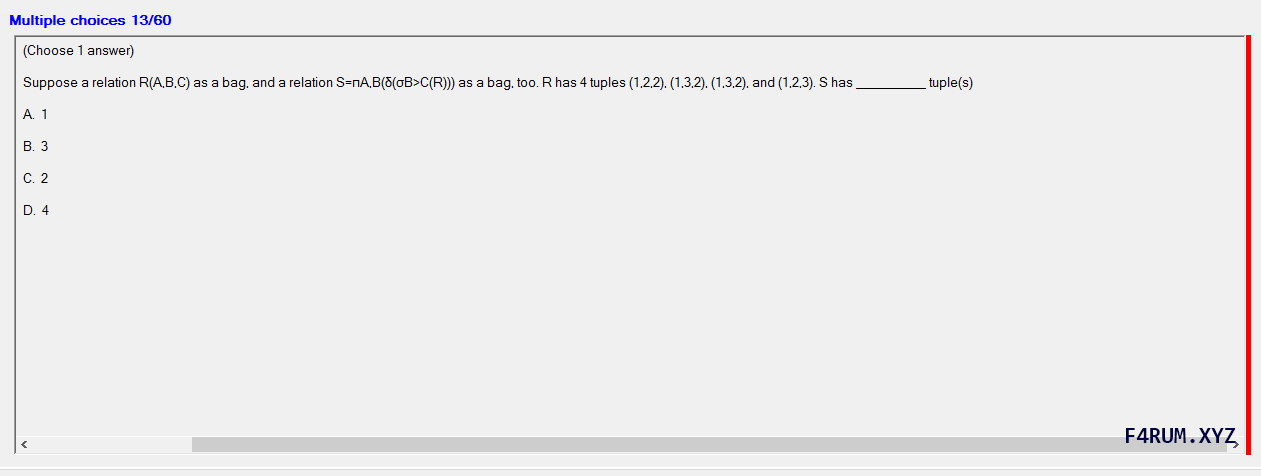 Multiple choices 13/60
(Choose 1 answer)
Suppose a relation R(A,B,C) as a bag, and a relation S=пA,B(δ(σB>C(R))) as a bag, too. R has 4 tuples (1,2,2), (1,3,2), (1,3,2), and (1,2,3). S has __________ tuple(s)
A. 1
B. 3
C. 2
D. 4
F4RUM.XYZ